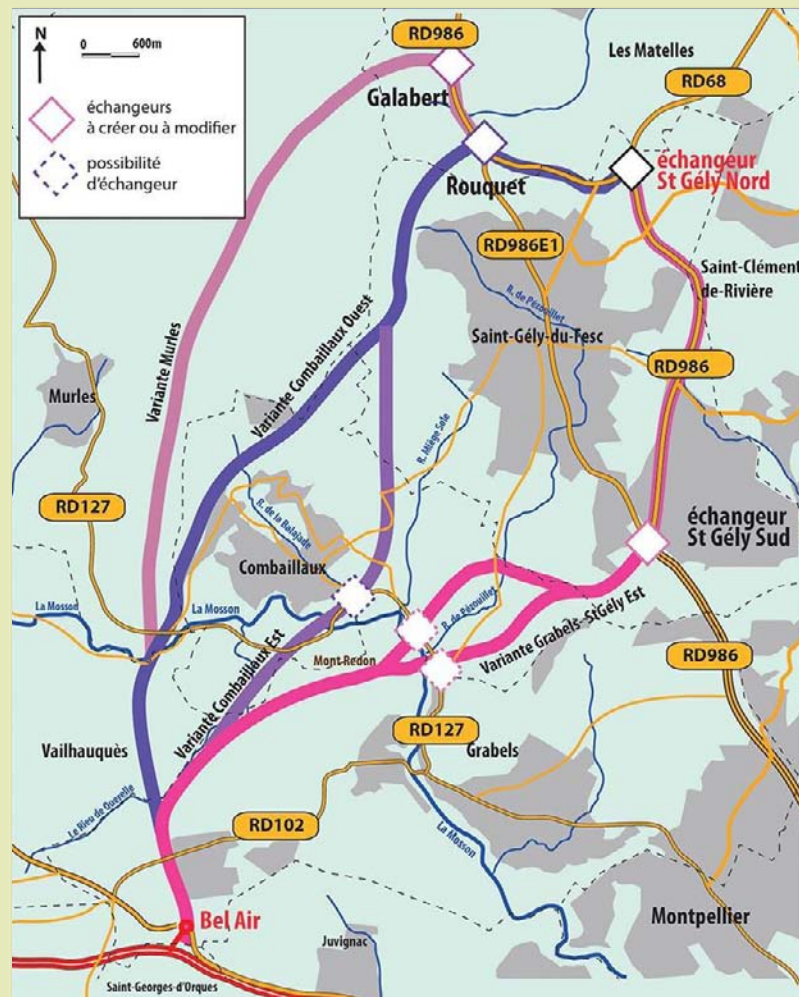 N
0 600m
échangeurs
à créer ou à modifier
possibilité
d'échangeur
RD986
Les Matelles
RD68
Galabert
échangeur
St Gély Nord
Rouquet
RD986E1
Saint-Clément
de-Rivière
R. de Pézouillet
Saint-Gély-du-Fesc
RD986
Variante Murles
Variante Combaillaux Ouest
Murles
R. Miège Sole
RD127
R. de la Balajade
échangeur
St Gély Sud
Combaillaux
La Mosson
La Mosson
R. de Pézouillet
Mont-Redon
Variante Grabels-StGély Est
Variante Combaillaux Est
RD986
Vailhauquès
RD127
Grabels
Le Rieu de Querelle
RD102
La Mosson
Montpellier
Bel Air
Juvignac
Saint-Georges-d'Orques